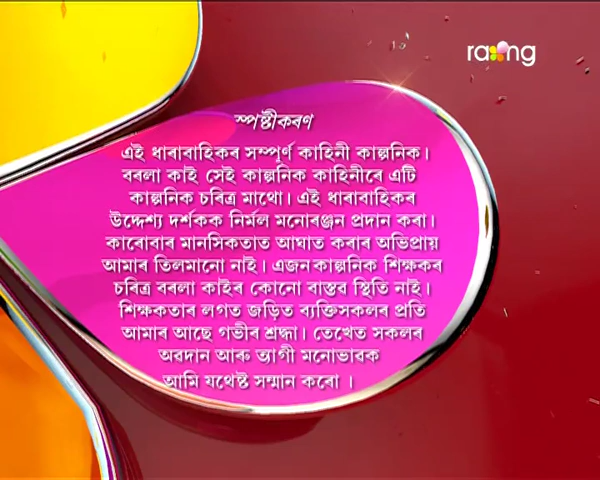 rang
স্পষ্টীকৰণ
এই ধাৰাবাহিকৰ সম্পূৰ্ণ কাহিনী কাল্পনিক।
বৰলা কাই সেই কাল্পনিক কাহিনীৰে এটি
কাল্পনিক চৰিত্ৰ মাথো। এই ধাৰাবাহিকৰ
উদ্দেশ্য দৰ্শকক নিৰ্মল মনোৰঞ্জন প্ৰদান কৰা।
কাৰোবাৰ মানসিকতাত আঘাত কৰাৰ অভিপ্ৰায়
আমাৰ তিলমানো নাই। এজন কাল্পনিক শিক্ষকৰ
চৰিত্ৰ বৰলা কাইৰ কোনো বাস্তৱ স্থিতি নাই।
শিক্ষকতাৰ লগত জড়িত ব্যক্তিসকলৰ প্ৰতি
আমাৰ আছে গভীৰ শ্ৰদ্ধা। তেখেত সকলৰ
অৱদান আৰু ত্যাগী মনোভাবক
আমি যথেষ্ট সন্মান কৰো ।